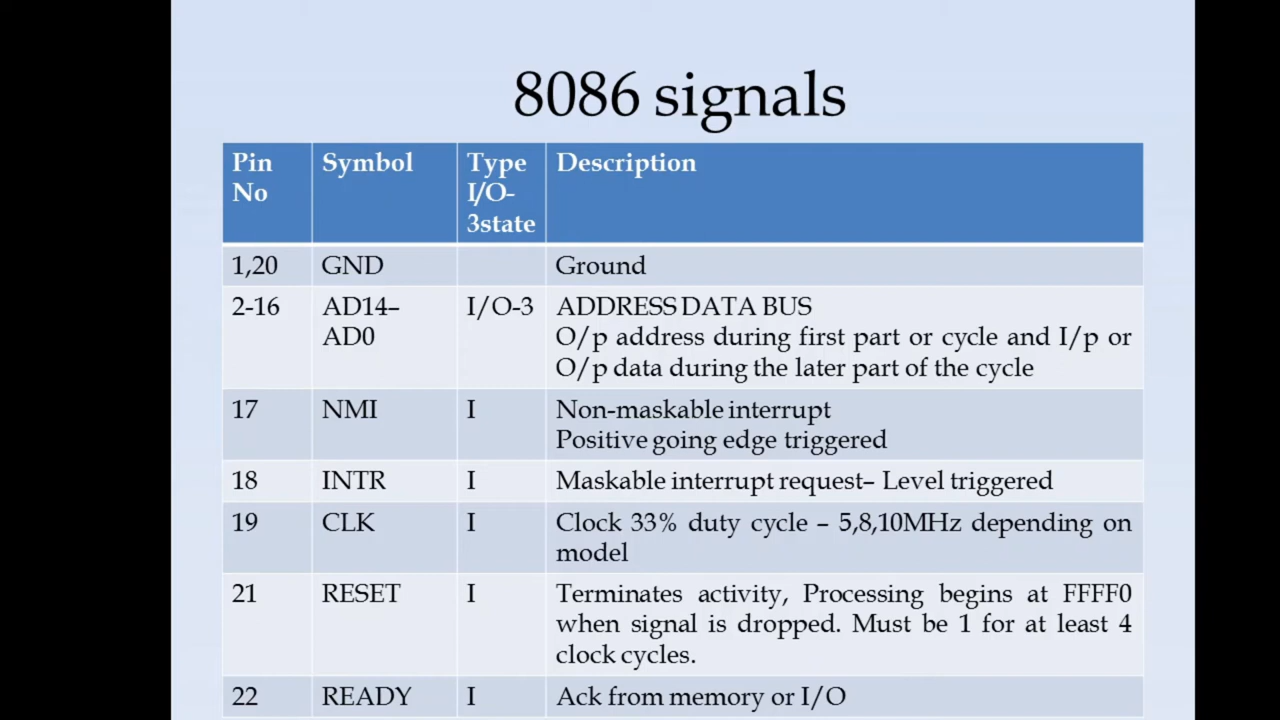 8086 signals
Pin No Symbol Type I/O-3state Description
1,20 GND Ground
2-16 AD14– AD0 I/O-3 ADDRESS DATA BUS
O/p address during first part or cycle and I/p or
O/p data during the later part of the cycle
17 NMI I Non-maskable interrupt
Positive going edge triggered
18 INTR I Maskable interrupt request– Level triggered
19 CLK I Clock 33% duty cycle – 5,8,10MHz depending on
model
21 RESET I Terminates activity, Processing begins at FFFF0
when signal is dropped. Must be 1 for at least 4
clock cycles.
22 READY I Ack from memory or I/O